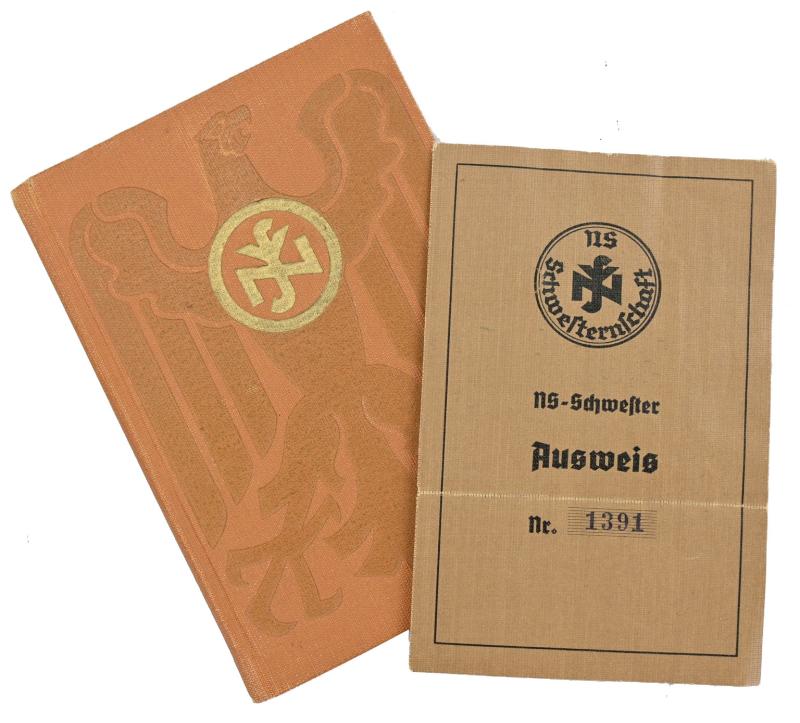 NS
Schwesternschaft
NS-Schwester
Ausweis
Nr. 1391